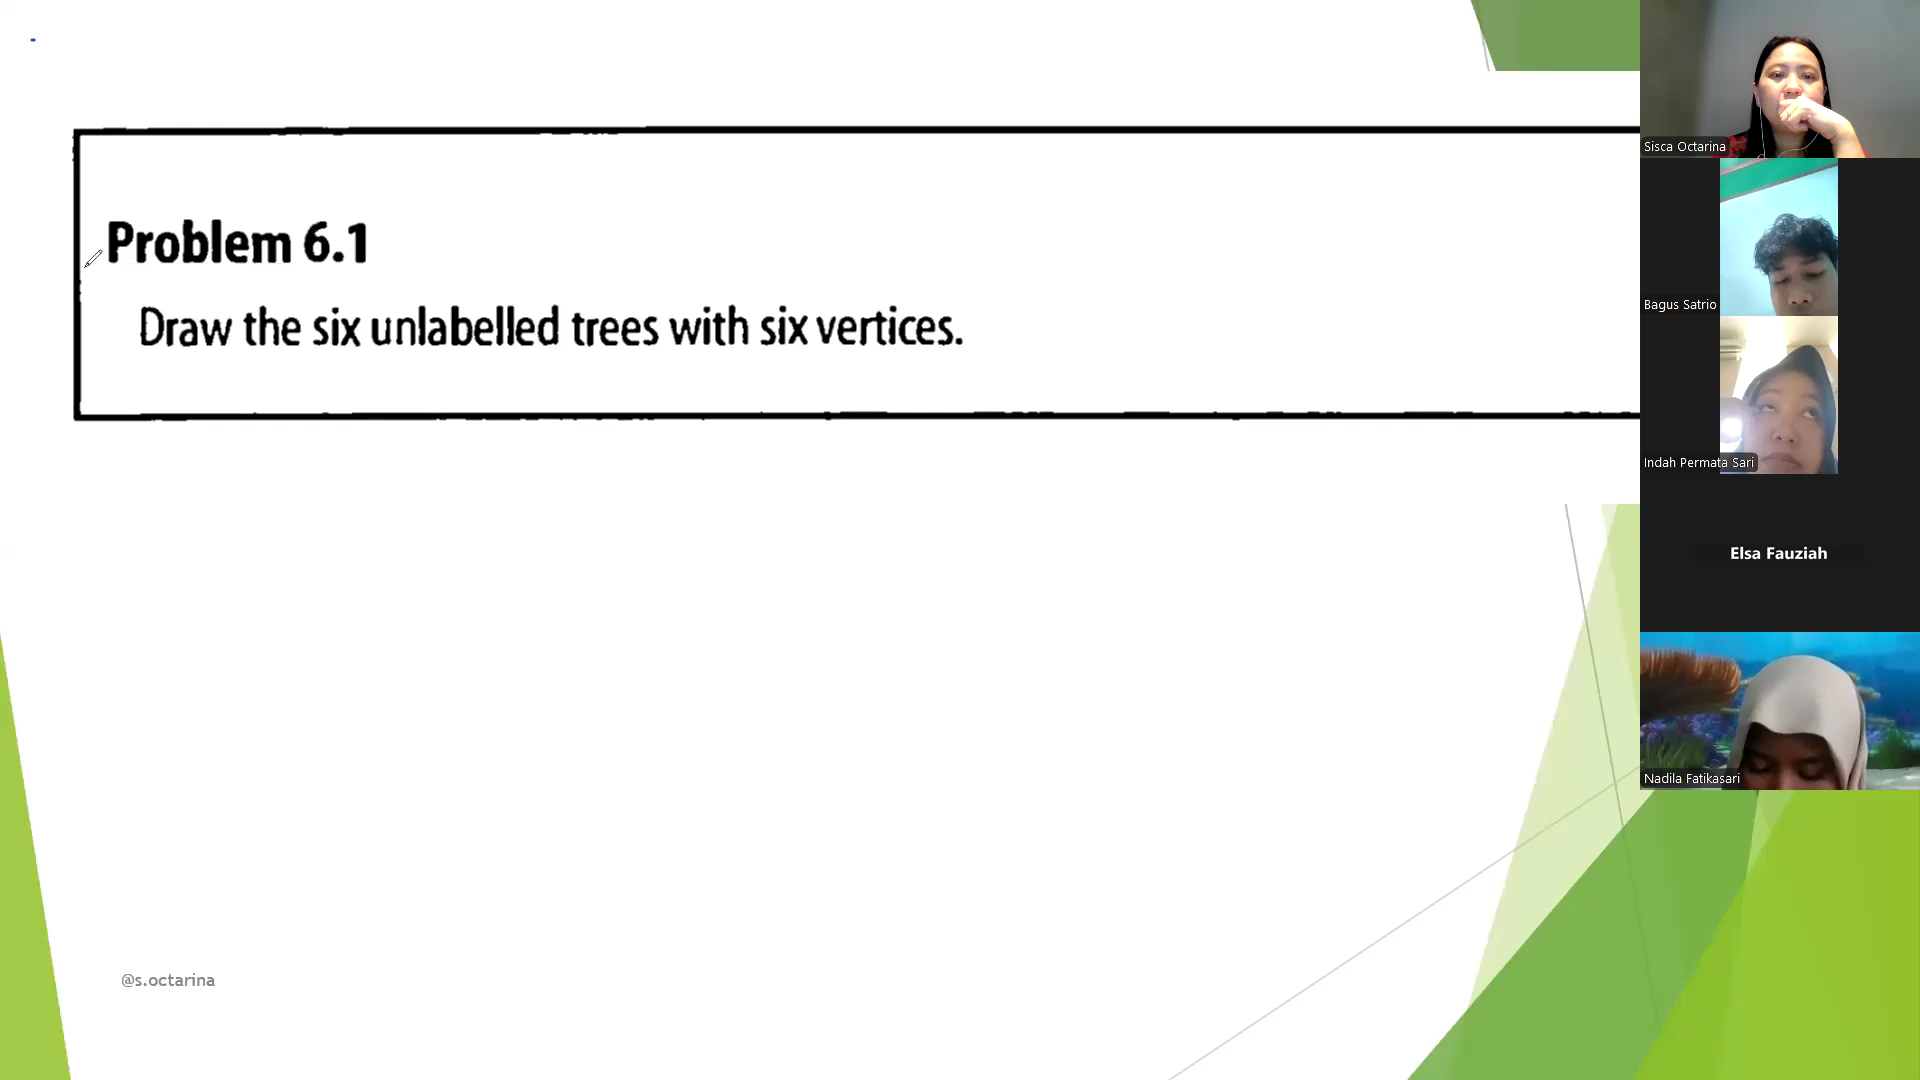 Problem 6.1
Draw the six unlabelled trees with six vertices.
@s.octarina
Sisca Octarina
Bagus Satrio
Indah Permata Sari
Elsa Fauziah
Nadila Fatikasari